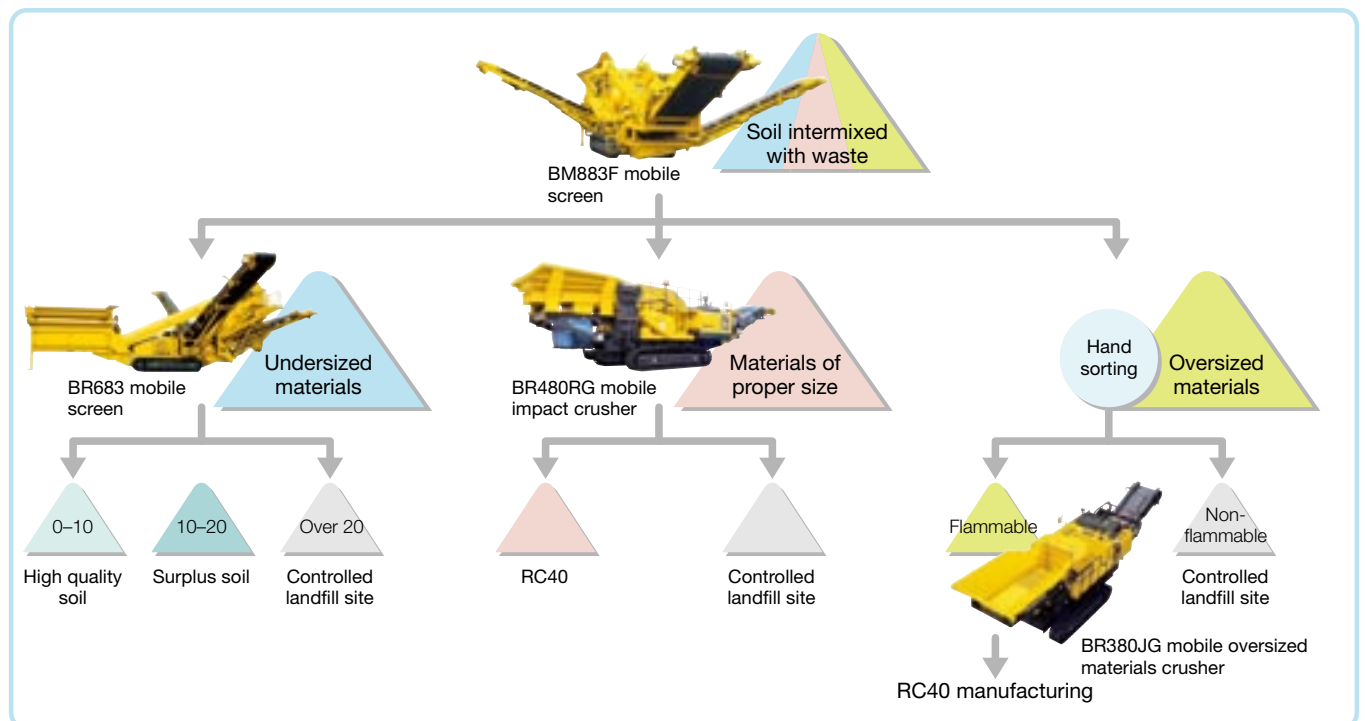 Soil intermixed
with waste
BM883F mobile
screen
Undersized
materials
BR683 mobile
screen
Materials of
proper size
BR480RG mobile
impact crusher
Hand
sorting
Oversized
materials
0–10
10–20
Over 20
High quality
soil
Surplus soil
Controlled
landfill site
RC40
Controlled
landfill site
Flammable
Non-
flammable
Controlled
landfill site
BR380JG mobile oversized
materials crusher
RC40 manufacturing